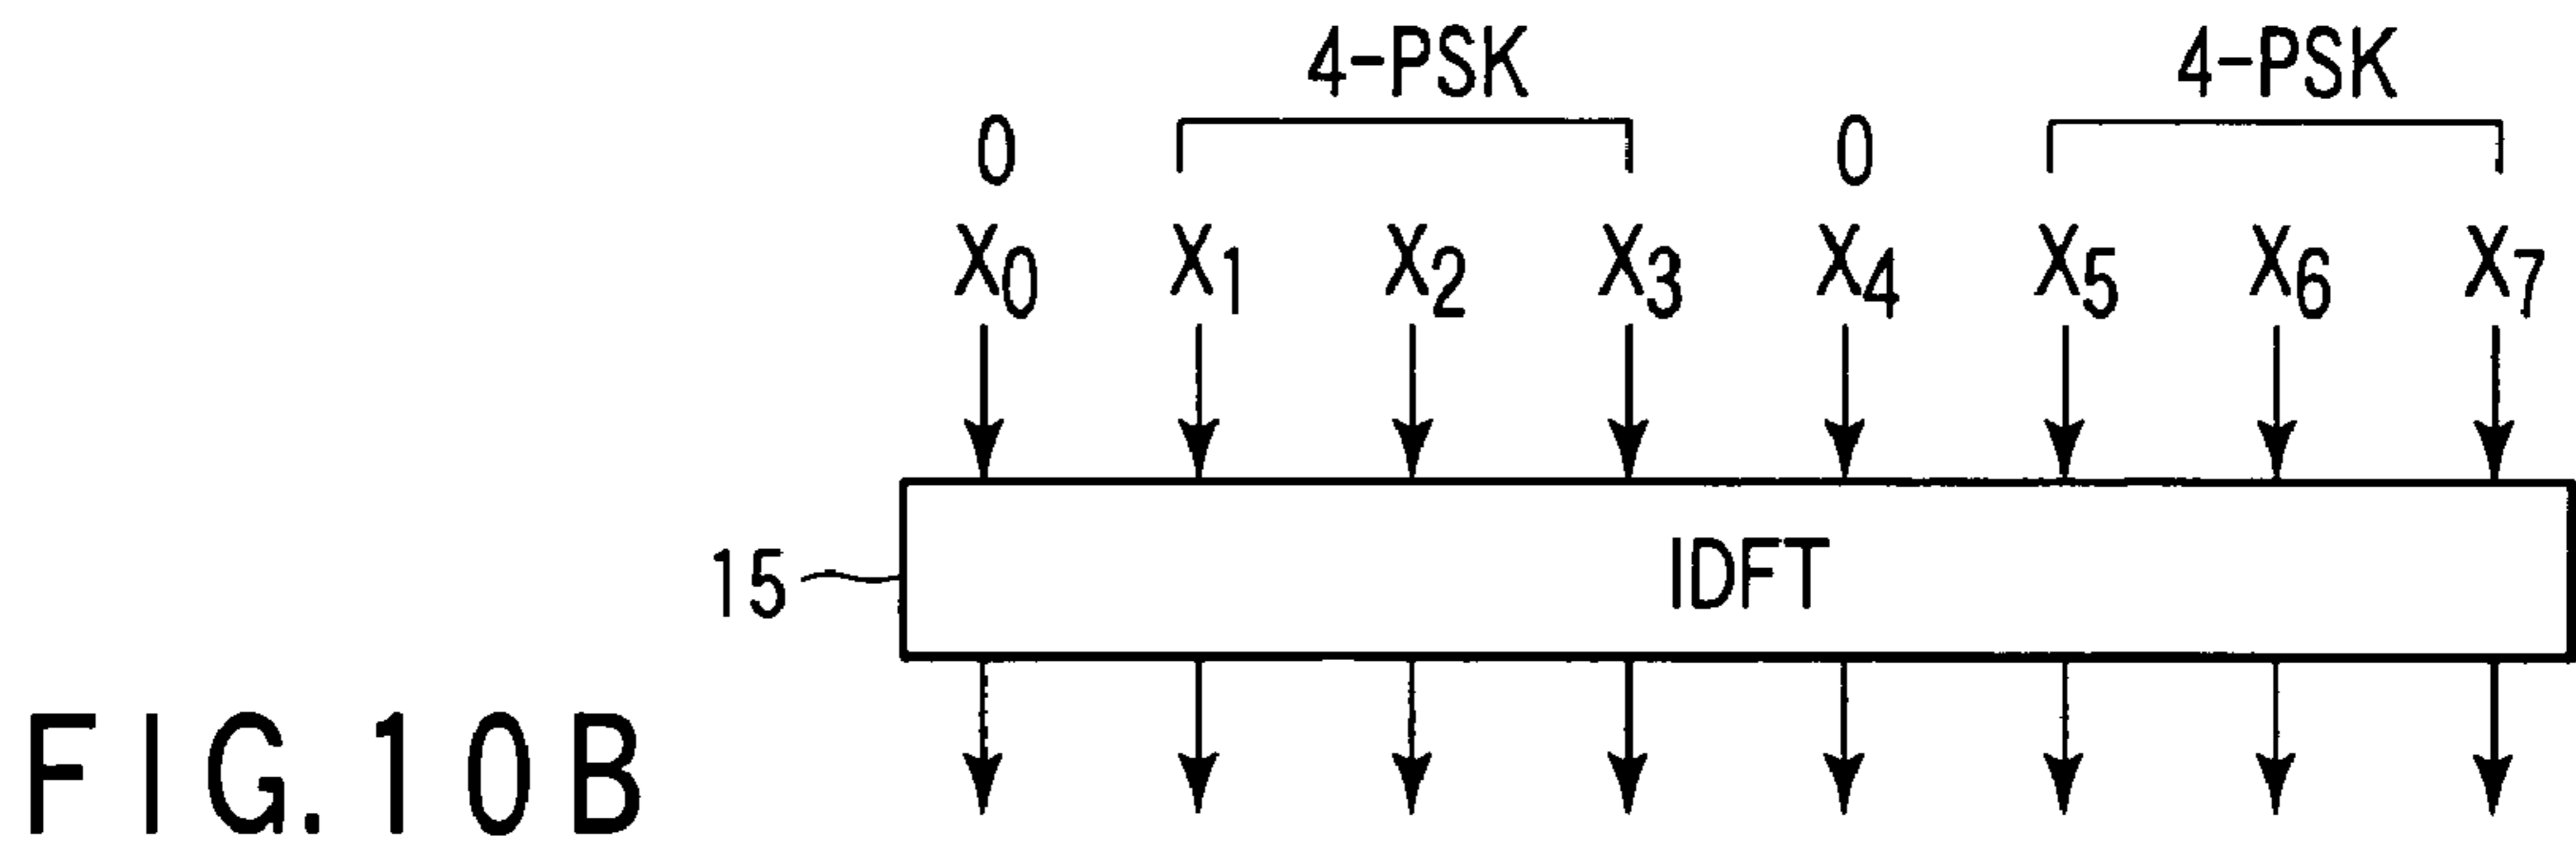 4-PSK 4-PSK
0 0
X0 X1 X2 X3 X4 X5 X6 X7
15 IDFT
FIG.10B